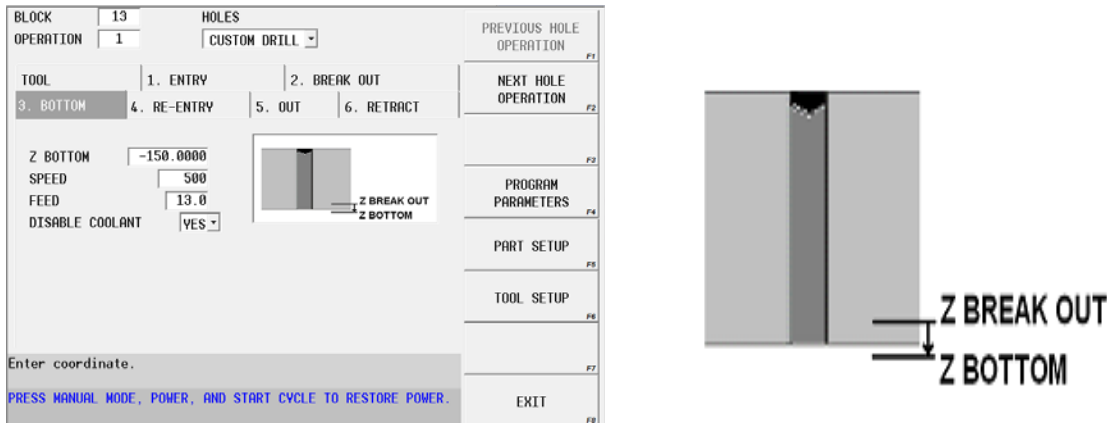 BLOCK 13 HOLES
OPERATION 1 CUSTOM DRILL
TOOL 1. ENTRY 2. BREAK OUT
3. BOTTOM 4. RE-ENTRY 5. OUT 6. RETRACT
Z BOTTOM -150.0000
SPEED 500
FEED 13.0
DISABLE COOLANT YES
Z BREAK OUT
Z BOTTOM
Enter coordinate.
PRESS MANUAL MODE, POWER, AND START CYCLE TO RESTORE POWER.
PREVIOUS HOLE
OPERATION
F1
NEXT HOLE
OPERATION
F2
F3
PROGRAM
PARAMETERS
F4
PART SETUP
F5
TOOL SETUP
F6
F7
EXIT
F8
Z BREAK OUT
Z BOTTOM